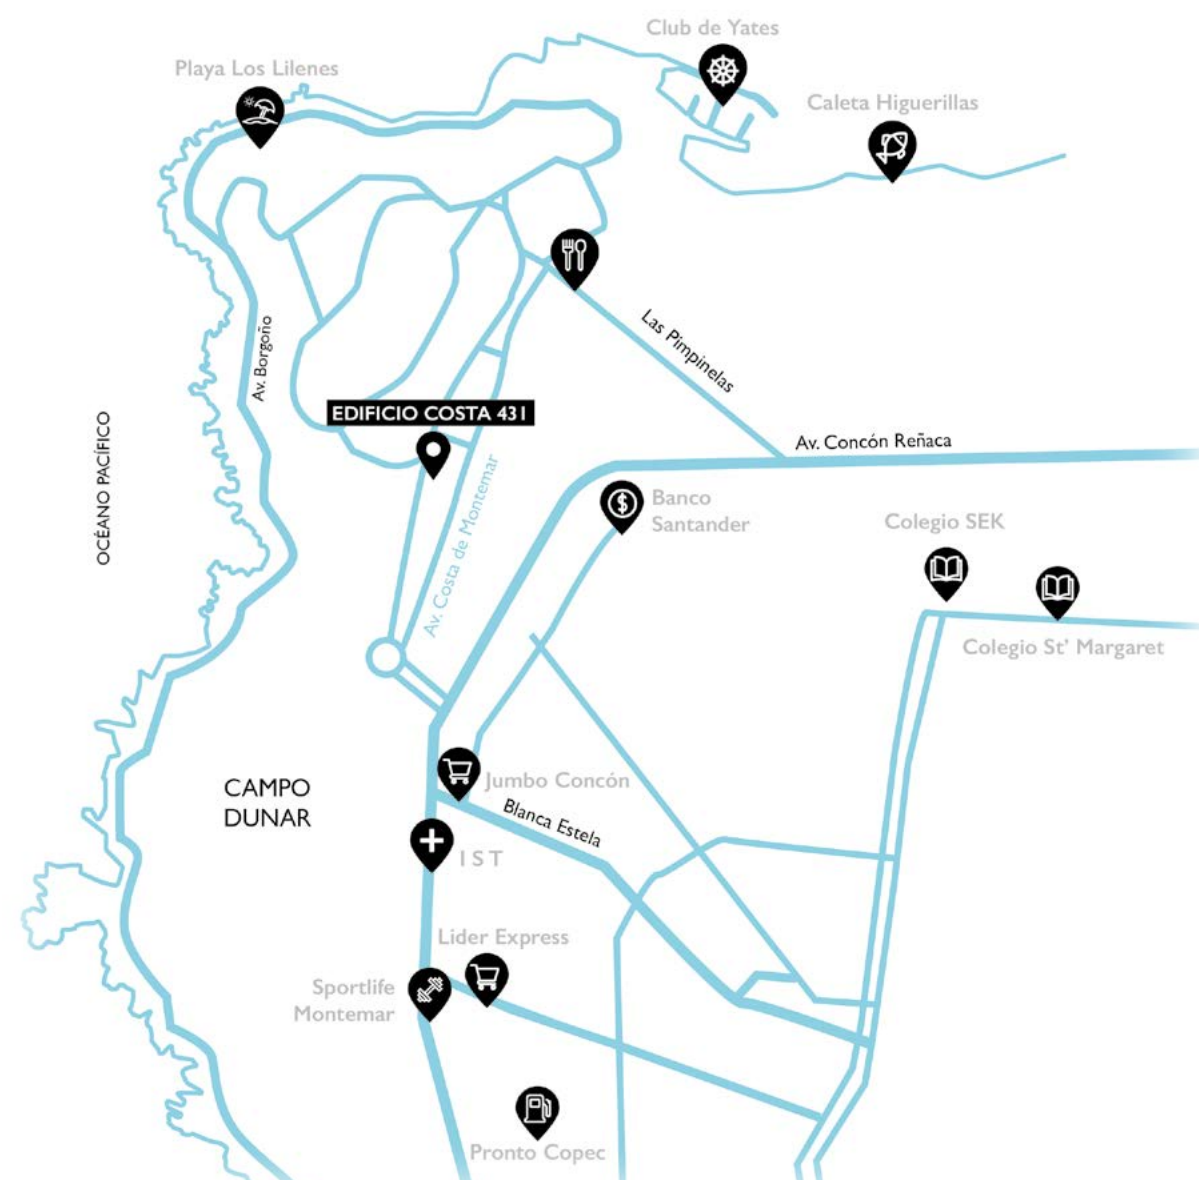 Club de Yates
Playa Los Lilenes
Caleta Higuerillas
Las Pimpinelas
Av. Borgoño
EDIFICIO COSTA 431
OCÉANO PACÍFICO
Av. Concón Reñaca
Av. Costa de Montemar
Banco
Santander
$
Colegio SEK
Colegio St' Margaret
CAMPO
DUNAR
Jumbo Concón
Blanca Estela
I S T
Lider Express
Sportlife
Montemar
Pronto Copec